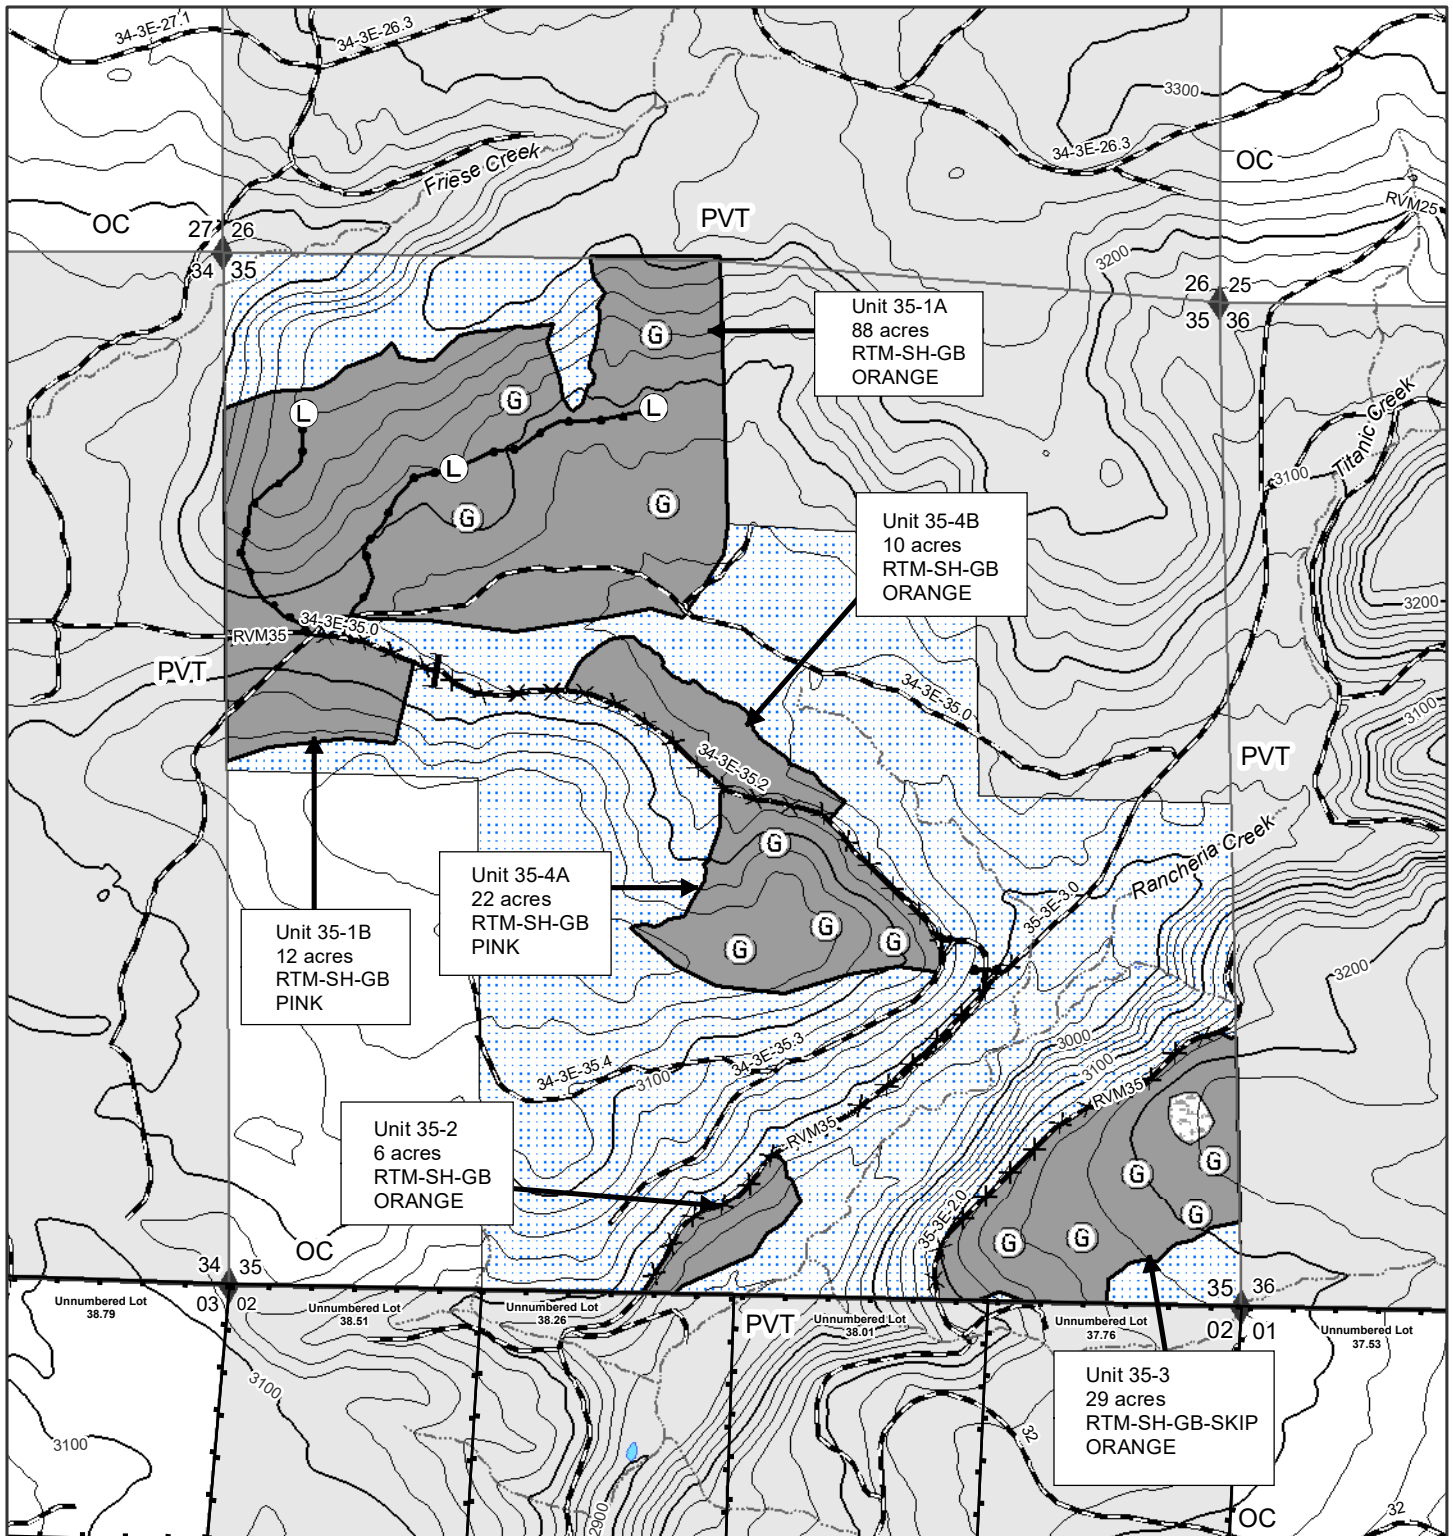 34-3E-27.1
34-3E-26.3
3300
34-3E-26.3
OC
Friese Creek
RVM25
OC
27 26
PVT
34 35
3200
26 25
35 36
Unit 35-1A
88 acres
RTM-SH-GB
ORANGE
G
G
L
L
L
Titanic Creek
3100
G
G
Unit 35-4B
10 acres
RTM-SH-GB
ORANGE
3200
34-3E-35.0
RVM35
PVT
34-3E-35.0
3100
34-3E-35.2
PVT
G
Rancheria Creek
Unit 35-4A
22 acres
RTM-SH-GB
PINK
35-3E-3.0
Unit 35-1B
12 acres
RTM-SH-GB
PINK
G
G
G
3200
3000
34-3E-35.3
34-3E-35.4
3100
3100
RVM35
Unit 35-2
6 acres
RTM-SH-GB
ORANGE
RVM35
G
G
35-3E-2.0
G
G
G
OC
34 35
03 02
35 36
02 01
Unnumbered Lot
38.79
Unnumbered Lot
38.51
Unnumbered Lot
38.26
PVT
Unnumbered Lot
38.01
Unnumbered Lot
37.76
Unnumbered Lot
37.53
3100
Unit 35-3
29 acres
RTM-SH-GB-SKIP
ORANGE
3100
32
2900
32
OC